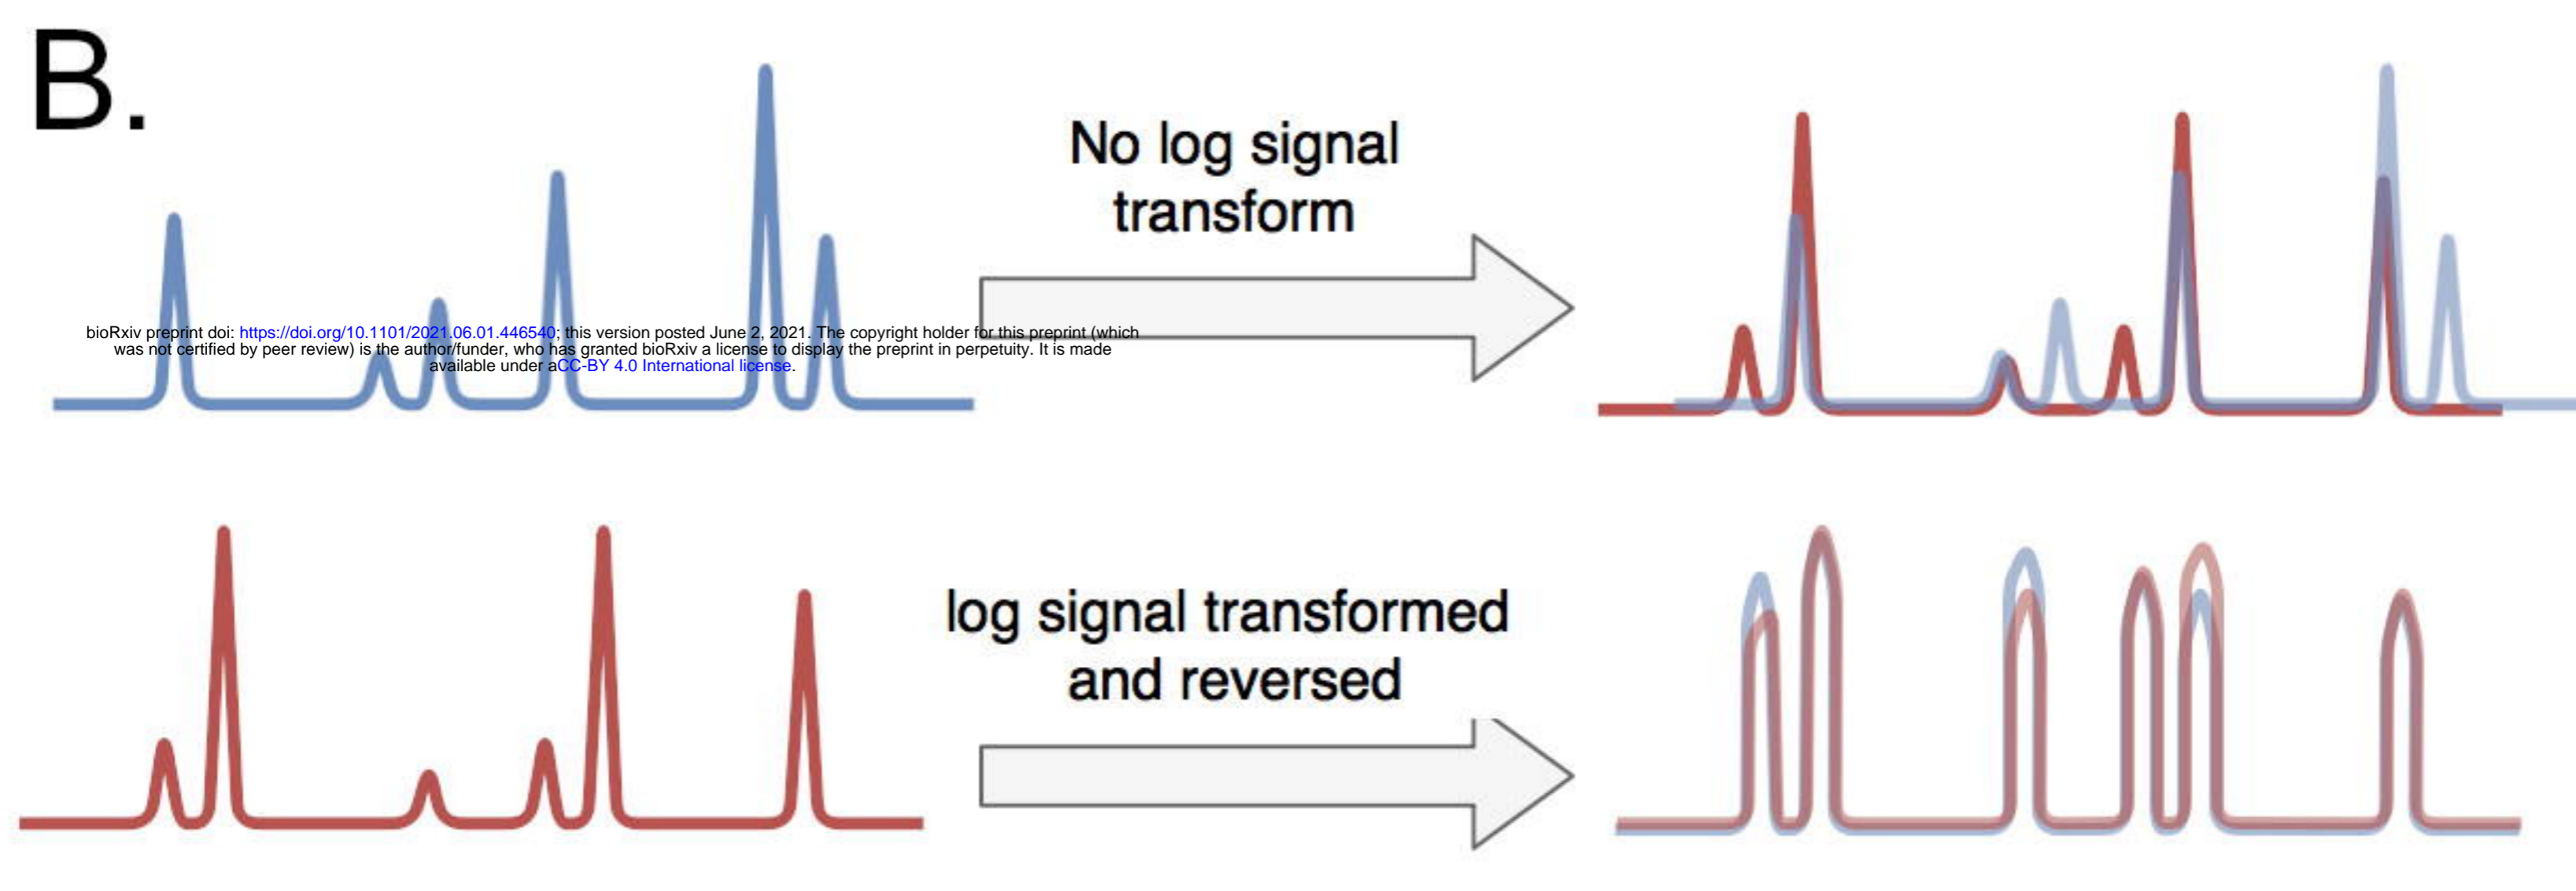 B.
No log signal
transform
bioRxiv preprint doi: https://doi.org/10.1101/2021.06.01.446540; this version posted June 2, 2021. The copyright holder for this preprint (which
was not certified by peer review) is the author/funder, who has granted bioRxiv a license to display the preprint in perpetuity. It is made
available under aCC-BY 4.0 International license.
log signal transformed
and reversed